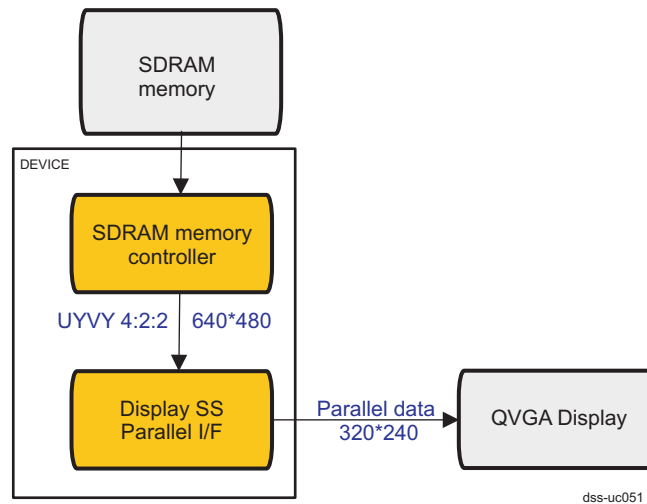 SDRAM
memory
DEVICE
SDRAM memory
controller
UYVY 4:2:2 640*480
Display SS
Parallel I/F
Parallel data
320*240
QVGA Display
dss-uc051